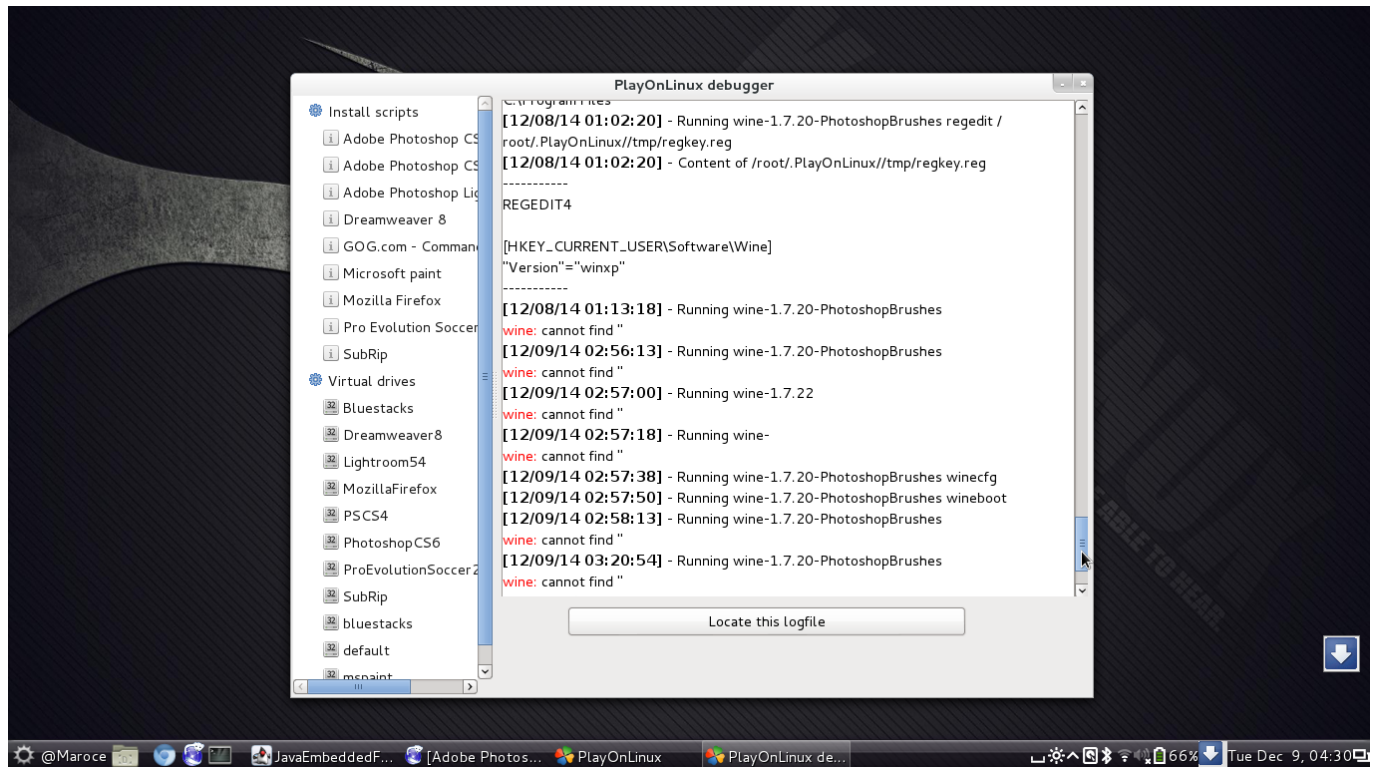 PlayOnLinux debugger
Install scripts
Adobe Photoshop CS
Adobe Photoshop CS
Adobe Photoshop Lig
Dreamweaver 8
GOG.com - Comman
Microsoft paint
Mozilla Firefox
Pro Evolution Soccer
SubRip
Virtual drives
Bluestacks
Dreamweaver8
Lightroom54
MozillaFirefox
PSCS4
PhotoshopCS6
ProEvolutionSoccer2
SubRip
bluestacks
default
mspaint
C:\Program Files
[12/08/14 01:02:20] - Running wine-1.7.20-PhotoshopBrushes regedit /
root/.PlayOnLinux//tmp/regkey.reg
[12/08/14 01:02:20] - Content of /root/.PlayOnLinux//tmp/regkey.reg
-----------
REGEDIT4
[HKEY_CURRENT_USER\Software\Wine]
"Version"="winxp"
-----------
[12/08/14 01:13:18] - Running wine-1.7.20-PhotoshopBrushes
wine: cannot find ''
[12/09/14 02:56:13] - Running wine-1.7.20-PhotoshopBrushes
wine: cannot find ''
[12/09/14 02:57:00] - Running wine-1.7.22
wine: cannot find ''
[12/09/14 02:57:18] - Running wine-
wine: cannot find ''
[12/09/14 02:57:38] - Running wine-1.7.20-PhotoshopBrushes winecfg
[12/09/14 02:57:50] - Running wine-1.7.20-PhotoshopBrushes wineboot
[12/09/14 02:58:13] - Running wine-1.7.20-PhotoshopBrushes
wine: cannot find ''
[12/09/14 03:20:54] - Running wine-1.7.20-PhotoshopBrushes
wine: cannot find ''
Locate this logfile
ABLE TO HEAR
@Maroce
JavaEmbeddedF...
[Adobe Photos...
PlayOnLinux
PlayOnLinux de...
66%
Tue Dec 9, 04:30